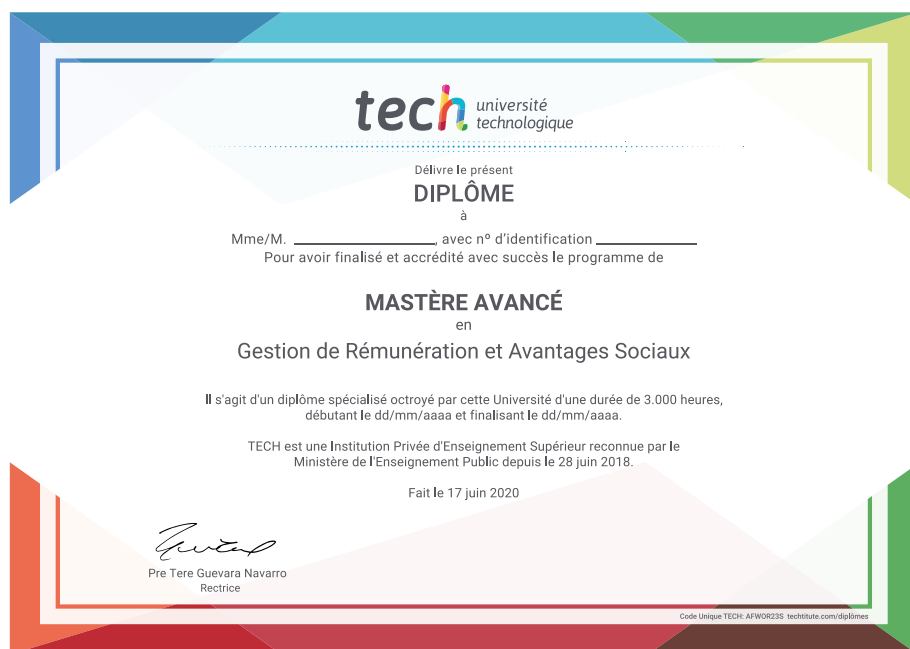 tech université
technologique
Délivre le présent
DIPLÔME
à
Mme/M. ____________________, avec nº d'identification ______________
Pour avoir finalisé et accrédité avec succès le programme de
MASTÈRE AVANCÉ
en
Gestion de Rémunération et Avantages Sociaux
Il s'agit d'un diplôme spécialisé octroyé par cette Université d'une durée de 3.000 heures,
débutant le dd/mm/aaaa et finalisant le dd/mm/aaaa.
TECH est une Institution Privée d'Enseignement Supérieur reconnue par le
Ministère de l'Enseignement Public depuis le 28 juin 2018.
Fait le 17 juin 2020
Pre Tere Guevara Navarro
Rectrice
Code Unique TECH: AFWOR23S techtitute.com/diplômes